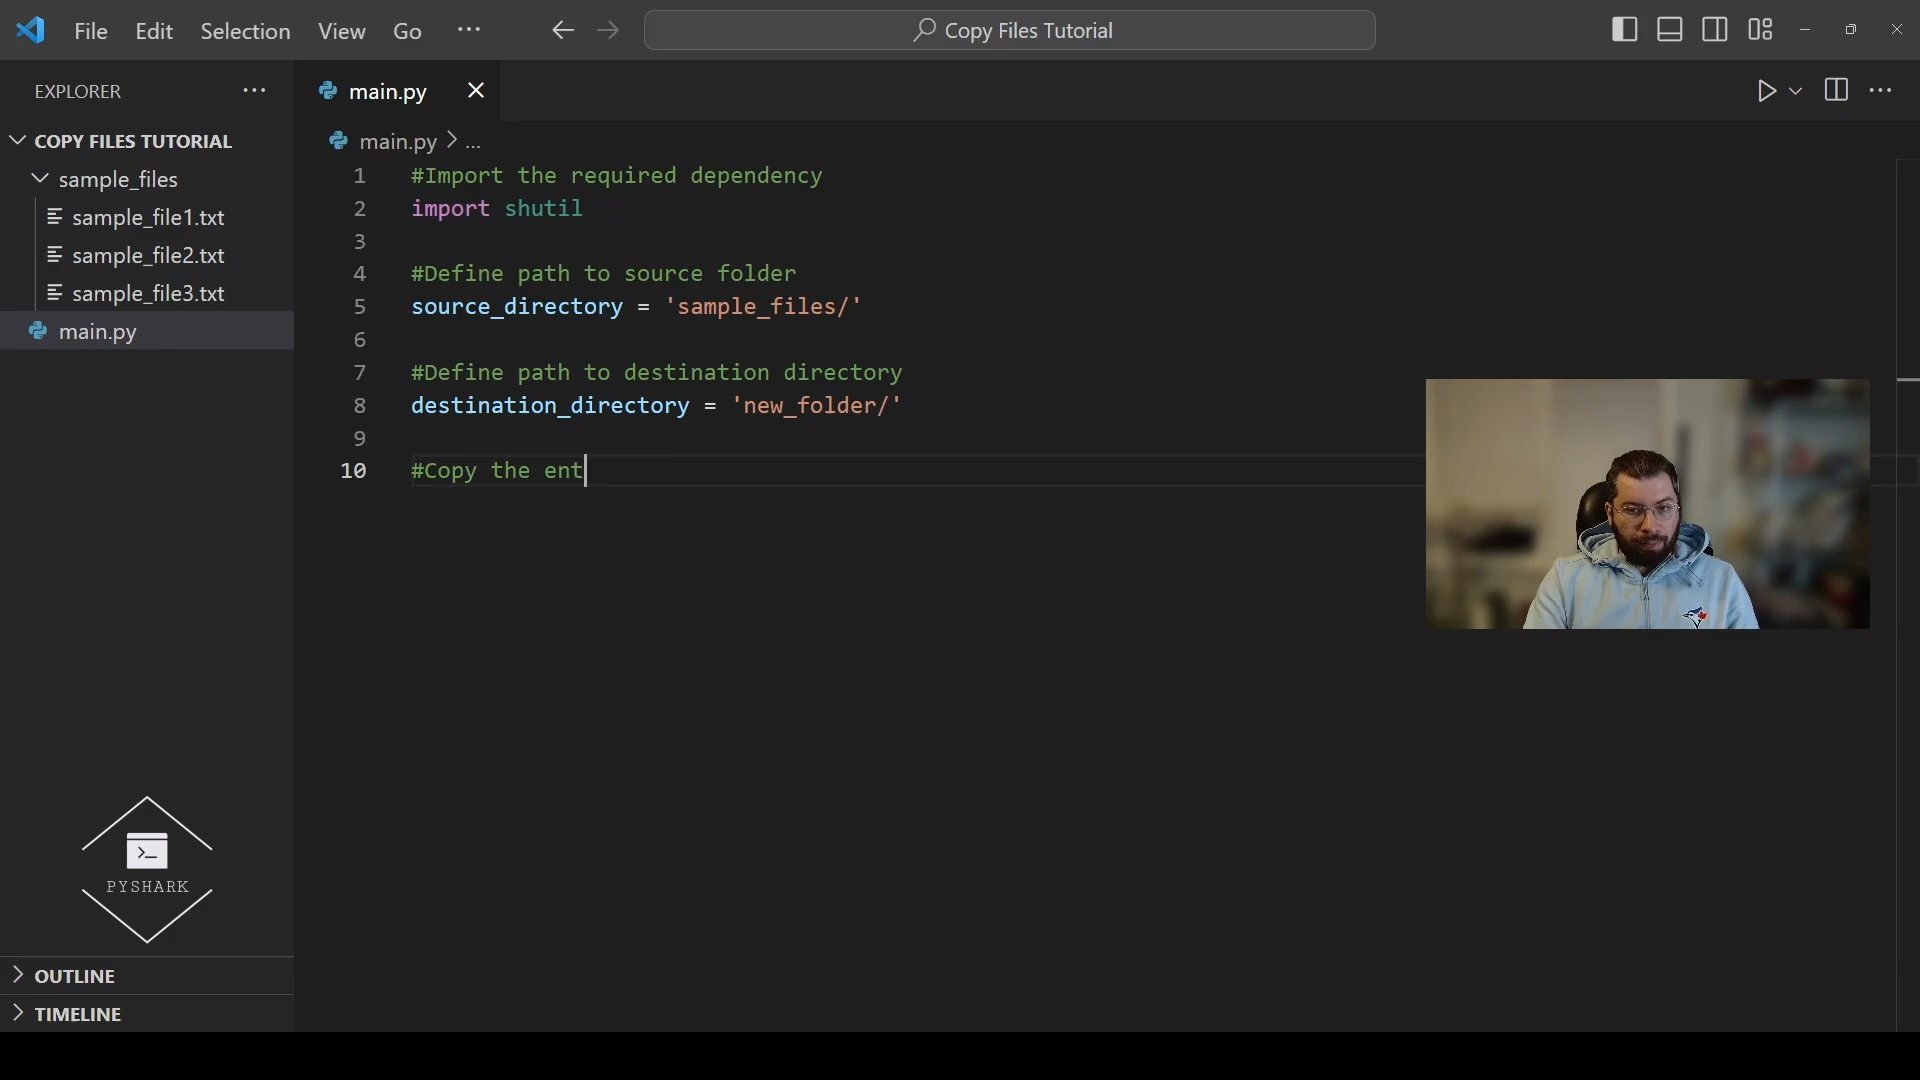 File Edit Selection View Go ... Copy Files Tutorial
EXPLORER ...
main.py
COPY FILES TUTORIAL
main.py > ...
sample_files
sample_file1.txt
sample_file2.txt
sample_file3.txt
main.py
1 #Import the required dependency
2 import shutil
3
4 #Define path to source folder
5 source_directory = 'sample_files/'
6
7 #Define path to destination directory
8 destination_directory = 'new_folder/'
9
10 #Copy the ent
>_
PYSHARK
OUTLINE
TIMELINE